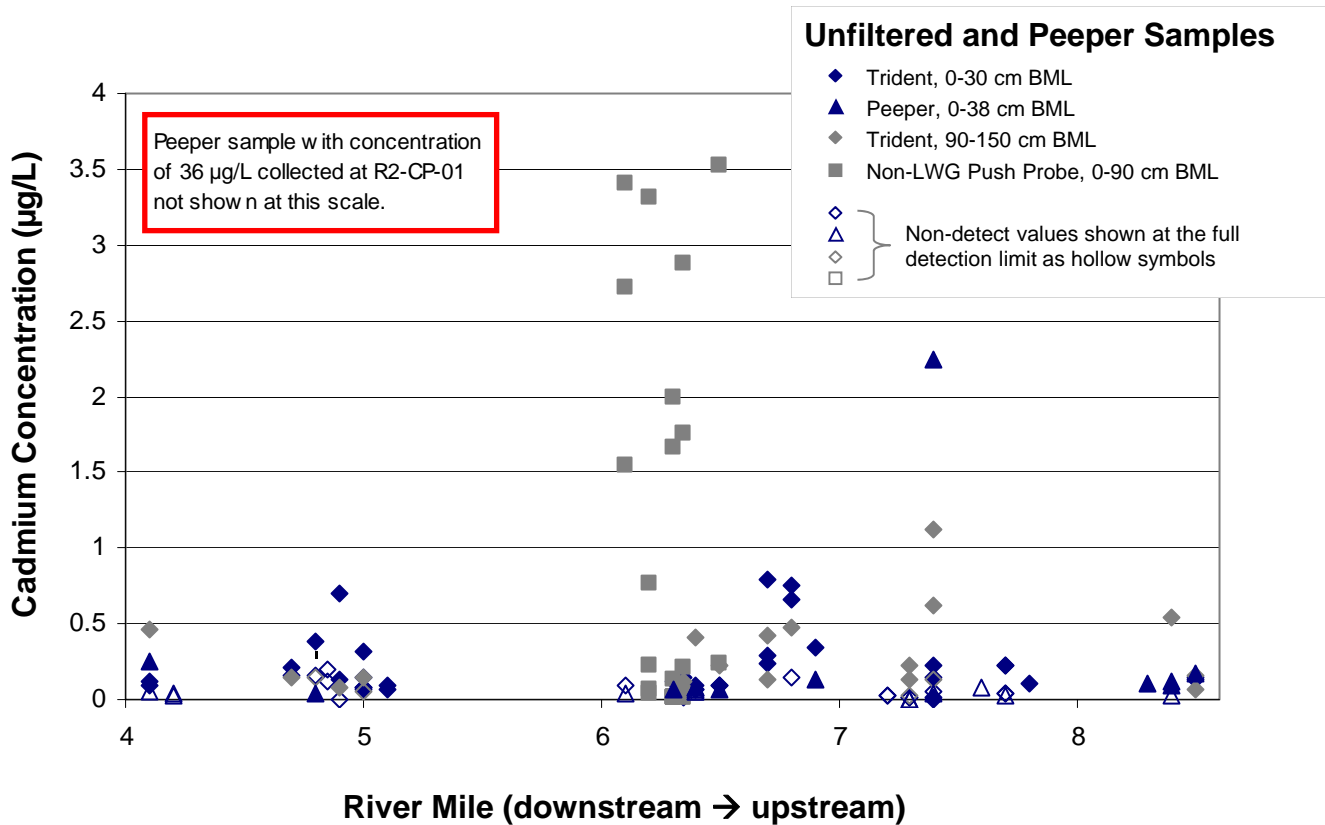 Unfiltered and Peeper Samples
Trident, 0-30 cm BML
Peeper, 0-38 cm BML
Trident, 90-150 cm BML
Non-LWG Push Probe, 0-90 cm BML
Non-detect values shown at the full
detection limit as hollow symbols
Peeper sample with concentration
of 36 µg/L collected at R2-CP-01
not shown at this scale.
Cadmium Concentration (µg/L)
4
3.5
3
2.5
2
1.5
1
0.5
0
4 5 6 7 8
River Mile (downstream → upstream)